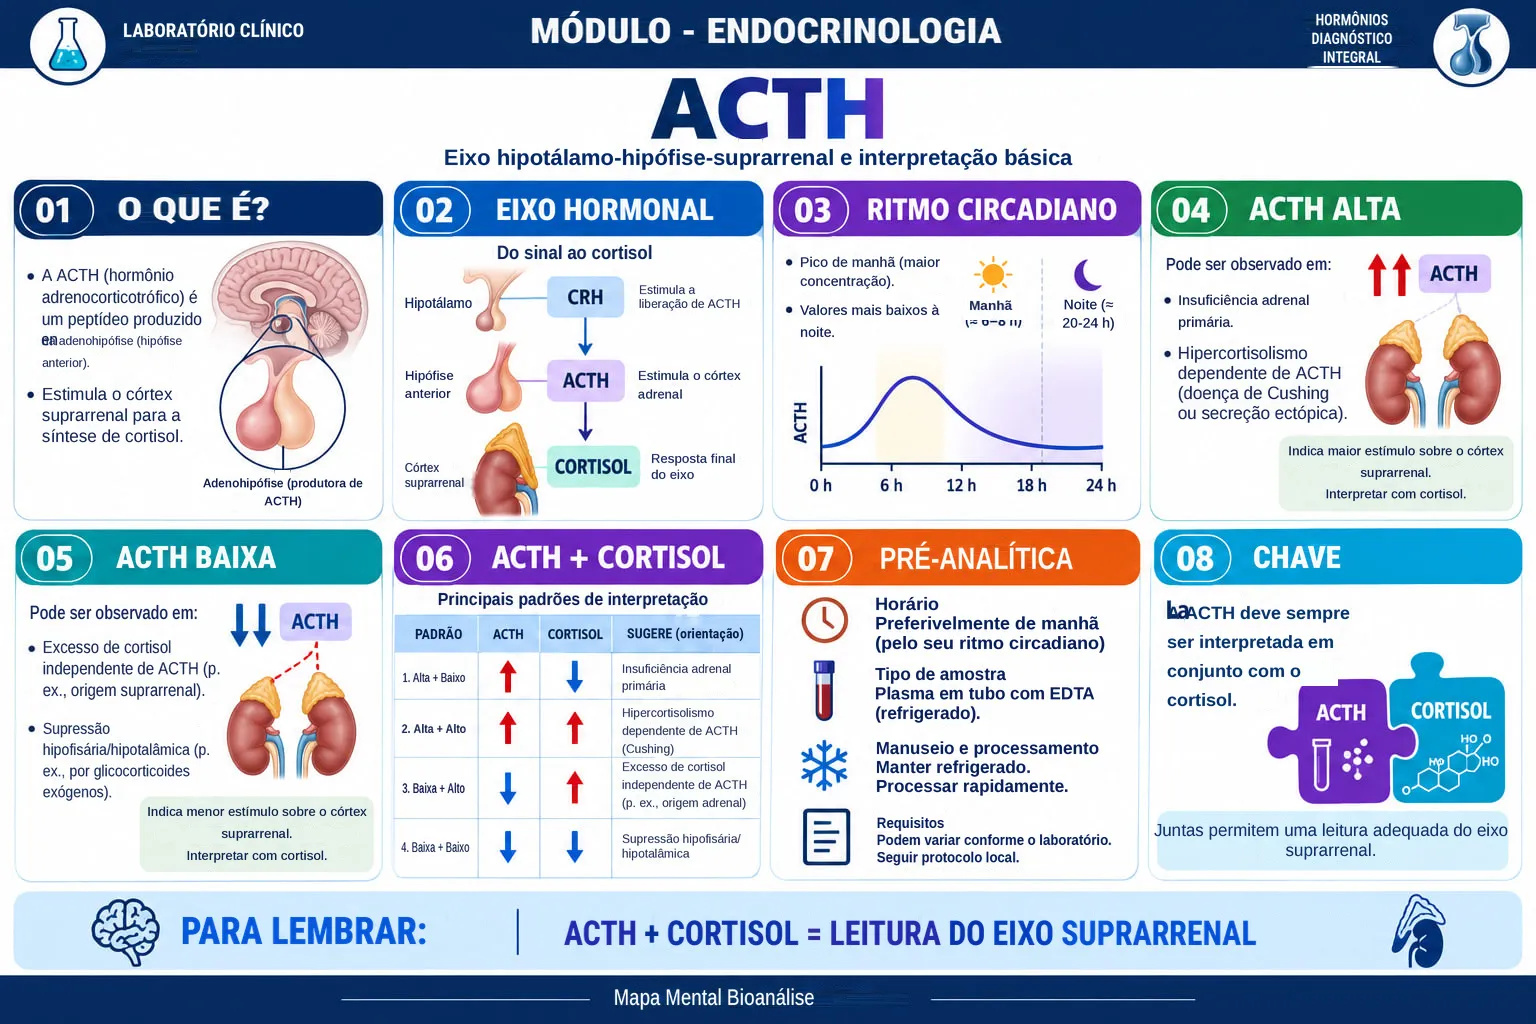 LABORATÓRIO CLÍNICO
MÓDULO - ENDOCRINOLOGIA
HORMÔNIOS
DIAGNÓSTICO
INTEGRAL
ACTH
Eixo hipotálamo-hipófise-suprarrenal e interpretação básica
01 O QUE É?
• A ACTH (hormônio
adrenocorticotrófico) é
um peptídeo produzido
adenohipófise (hipófise
anterior).
• Estimula o córtex
suprarrenal para a
síntese de cortisol.
Adenohipófise (produtora de
ACTH)
02 EIXO HORMONAL
Do sinal ao cortisol
Hipotálamo
CRH
Estimula a
liberação de ACTH
Hipófise
anterior
ACTH
Estimula o córtex
adrenal
Córtex
suprarrenal
CORTISOL
Resposta final
do eixo
03 RITMO CIRCADIANO
• Pico de manhã (maior
concentração).
• Valores mais baixos à
noite.
Manhã
(≈ 6–8 h)
Noite (≈
20-24 h)
ACTH
0 h 6 h 12 h 18 h 24 h
04 ACTH ALTA
Pode ser observado em:
• Insuficiência adrenal
primária.
• Hipercortisolismo
dependente de ACTH
(doença de Cushing
ou secreção ectópica).
ACTH
Indica maior estímulo sobre o córtex
suprarrenal.
Interpretar com cortisol.
05 ACTH BAIXA
Pode ser observado em:
• Excesso de cortisol
independente de ACTH (p.
ex., origem suprarrenal).
• Supressão
hipofisária/hipotalâmica (p.
ex., por glicocorticoides
exógenos).
ACTH
Indica menor estímulo sobre o córtex
suprarrenal.
Interpretar com cortisol.
06 ACTH + CORTISOL
Principais padrões de interpretação
PADRÃO ACTH CORTISOL SUGERE (orientação)
1. Alta + Baixo ↑ ↓ Insuficiência adrenal
primária
2. Alta + Alto ↑ ↑ Hipercortisolismo
dependente de ACTH
(Cushing)
3. Baixa + Alto ↓ ↑ Excesso de cortisol
independente de ACTH
(p. ex., origem adrenal)
4. Baixa + Baixo ↓ ↓ Supressão hipofisária/
hipotalâmica
07 PRÉ-ANALÍTICA
Horário
Preferivelmente de manhã
(pelo seu ritmo circadiano)
Tipo de amostra
Plasma em tubo com EDTA
(refrigerado).
Manuseio e processamento
Manter refrigerado.
Processar rapidamente.
Requisitos
Podem variar conforme o laboratório.
Seguir protocolo local.
08 CHAVE
ACTH deve sempre
ser interpretada em
conjunto com o
cortisol.
ACTH
CORTISOL
HO O
HO
O
Juntas permitem uma leitura adequada do eixo
suprarrenal.
PARA LEMBRAR:
ACTH + CORTISOL = LEITURA DO EIXO SUPRARRENAL
Mapa Mental Bioanálise